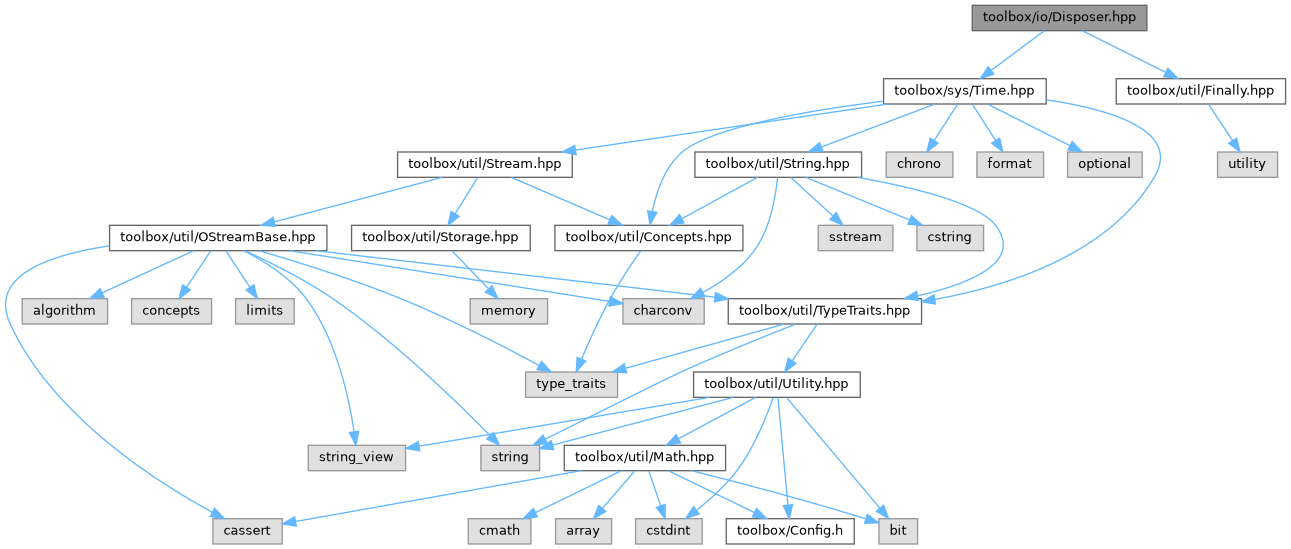 toolbox/io/Disposer.hpp
toolbox/sys/Time.hpp
toolbox/util/Finally.hpp
toolbox/util/Stream.hpp
toolbox/util/String.hpp
chrono
format
optional
utility
toolbox/util/OStreamBase.hpp
toolbox/util/Storage.hpp
toolbox/util/Concepts.hpp
sstream
cstring
algorithm
concepts
limits
memory
charconv
toolbox/util/TypeTraits.hpp
type_traits
toolbox/util/Utility.hpp
string_view
string
toolbox/util/Math.hpp
cassert
cmath
array
cstdint
toolbox/Config.h
bit